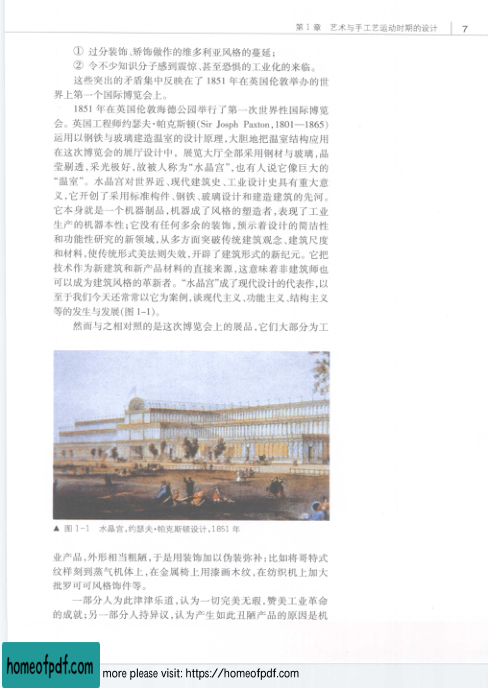 第1章 艺术与手工艺运动时期的设计 7
① 过分装饰、矫饰做作的维多利亚风格的蔓延;
② 令不少知识分子感到震惊、甚至恐惧的工业化的来临。
这些突出的矛盾集中反映在了1851年在英国伦敦举办的世
界上第一个国际博览会上。
1851年在英国伦敦海德公园举行了第一次世界性国际博览
会。英国工程师约瑟夫·帕克斯顿(Sir Josph Paxton,1801—1865)
运用以钢铁与玻璃建造温室的设计原理,大胆地把温室结构应用
在这次博览会的展厅设计中。展览大厅全部采用钢材与玻璃,晶
莹剔透,采光极好,故被人称为“水晶宫”,也有人说它像巨大的
“温室”。水晶宫对世界近、现代建筑史、工业设计史具有重大意
义,它开创了采用标准构件、钢铁、玻璃设计和建造建筑的先河。
它本身就是一个机器制品,机器成了风格的塑造者,表现了工业
生产的机器本性;它没有任何多余的装饰,预示着设计的简洁性
和功能性研究的新领域,从多方面突破传统建筑观念、建筑尺度
和材料,使传统形式美法则失效,开辟了建筑形式的新纪元。它把
技术作为新建筑和新产品材料的直接来源,这意味着非建筑师也
可以成为建筑风格的革新者。“水晶宫”成了现代设计的代表作,以
至于我们今天还常常以它为案例,谈现代主义、功能主义、结构主义
等的发生与发展(图1-1)。
然而与之相对照的是这次博览会上的展品,它们大部分为工
▲ 图1-1 水晶宫,约瑟夫·帕克斯顿设计,1851年
业产品,外形相当粗陋,于是用装饰加以伪装弥补;比如将哥特式
纹样刻到蒸气机体上,在金属椅上用漆画木纹,在纺织机上加大
批罗可可风格饰件等。
一部分人为此津津乐道,认为一切完美无瑕,赞美工业革命
的成就;另一部分人持异议,认为产生如此丑陋产品的原因是机
homeofpdf.com more please visit: https://homeofpdf.com